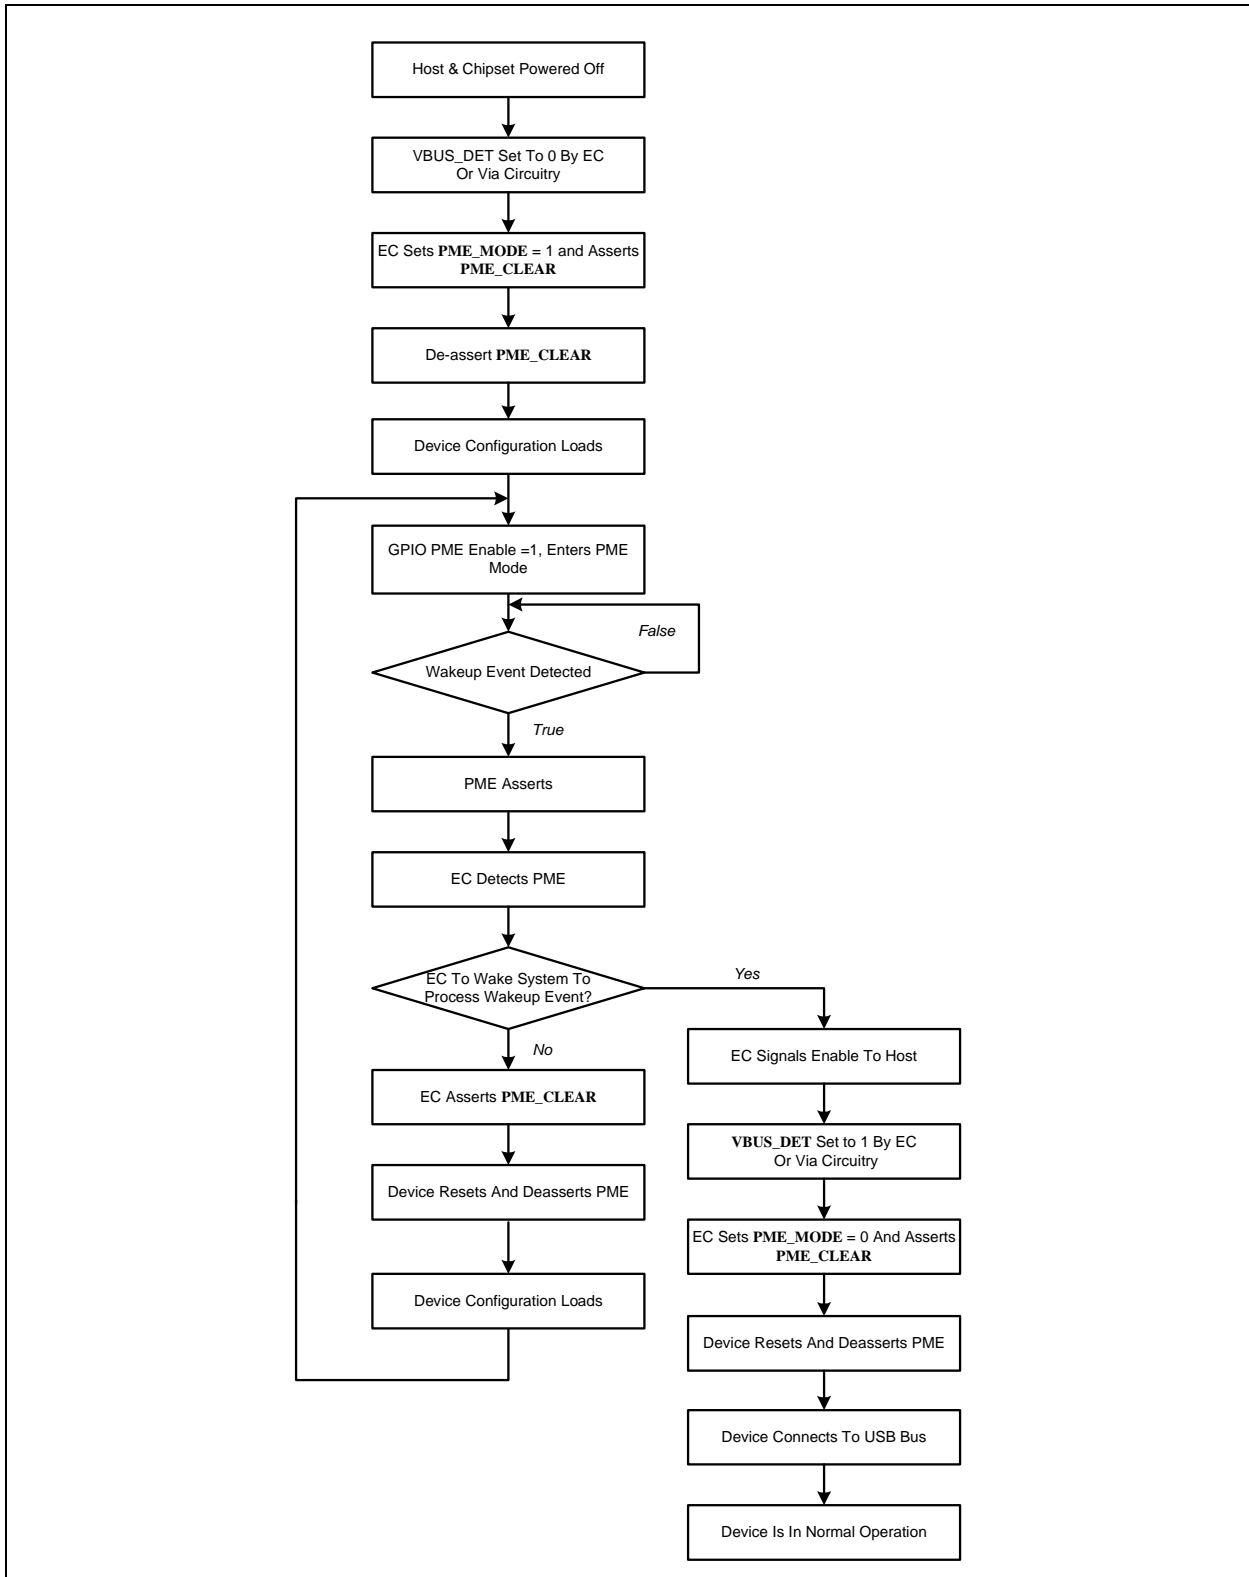 Host & Chipset Powered Off
VBUS_DET Set To 0 By EC
Or Via Circuitry
EC Sets PME_MODE = 1 and Asserts
PME_CLEAR
De-assert PME_CLEAR
Device Configuration Loads
GPIO PME Enable =1, Enters PME
Mode
False
Wakeup Event Detected
True
PME Asserts
EC Detects PME
EC To Wake System To
Process Wakeup Event?
Yes
No
EC Signals Enable To Host
EC Asserts PME_CLEAR
VBUS_DET Set to 1 By EC
Or Via Circuitry
Device Resets And Deasserts PME
EC Sets PME_MODE = 0 And Asserts
PME_CLEAR
Device Configuration Loads
Device Resets And Deasserts PME
Device Connects To USB Bus
Device Is In Normal Operation